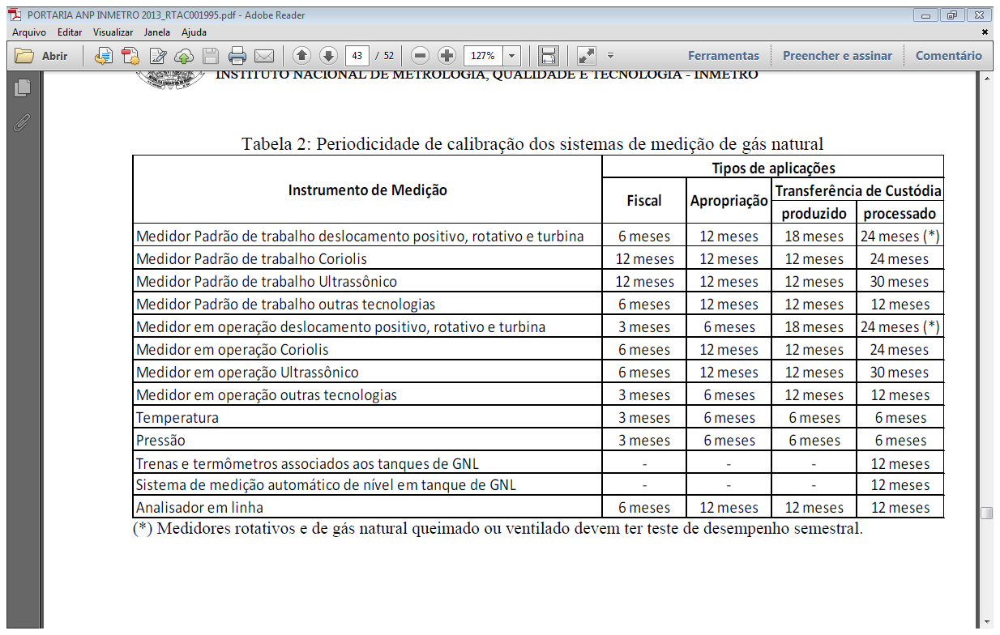 PORTARIA ANP INMETRO 2013_RTAC001995.pdf - Adobe Reader
Arquivo Editar Visualizar Janela Ajuda
Abrir 43 / 52 127% Ferramentas Preencher e assinar Comentário
INSTITUTO NACIONAL DE METROLOGIA, QUALIDADE E TECNOLOGIA - INMETRO
Tabela 2: Periodicidade de calibração dos sistemas de medição de gás natural
Instrumento de Medição Tipos de aplicações
Fiscal Apropriação Transferência de Custódia
produzido processado
Medidor Padrão de trabalho deslocamento positivo, rotativo e turbina 6 meses 12 meses 18 meses 24 meses (*)
Medidor Padrão de trabalho Coriolis 12 meses 12 meses 12 meses 24 meses
Medidor Padrão de trabalho Ultrassônico 12 meses 12 meses 12 meses 30 meses
Medidor Padrão de trabalho outras tecnologias 6 meses 12 meses 12 meses 12 meses
Medidor em operação deslocamento positivo, rotativo e turbina 3 meses 6 meses 18 meses 24 meses (*)
Medidor em operação Coriolis 6 meses 12 meses 12 meses 24 meses
Medidor em operação Ultrassônico 6 meses 12 meses 12 meses 30 meses
Medidor em operação outras tecnologias 3 meses 6 meses 12 meses 12 meses
Temperatura 3 meses 6 meses 6 meses 6 meses
Pressão 3 meses 6 meses 6 meses 6 meses
Trenas e termômetros associados aos tanques de GNL - - - 12 meses
Sistema de medição automático de nível em tanque de GNL - - - 12 meses
Analisador em linha 6 meses 12 meses 12 meses 12 meses
(*) Medidores rotativos e de gás natural queimado ou ventilado devem ter teste de desempenho semestral.